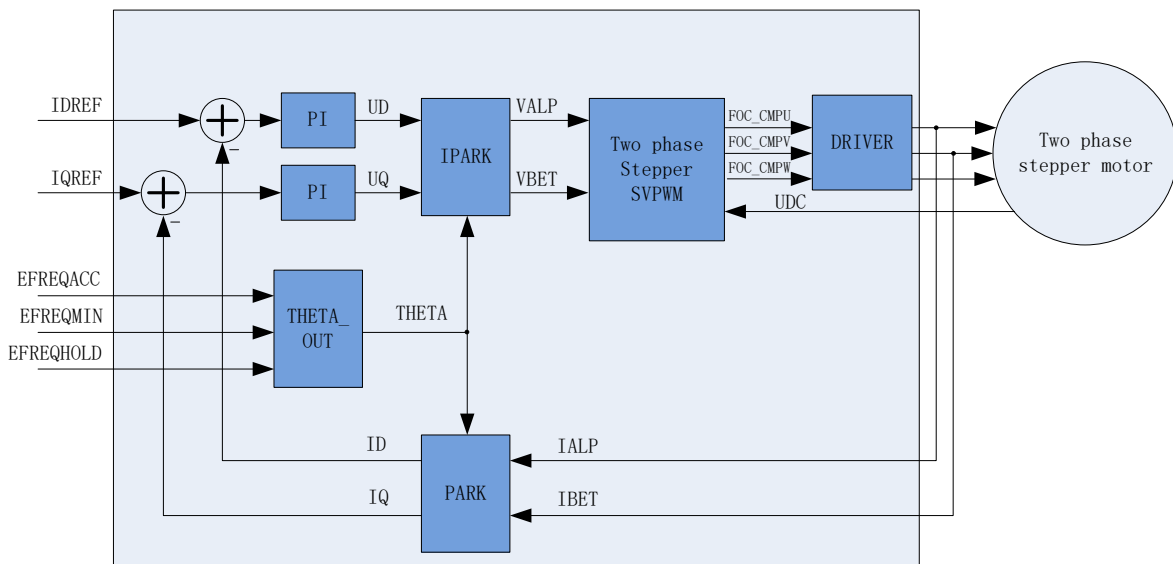 IDREF
PI
UD
IPARK
VALP
Two phase
Stepper
SVPWM
FOC_CMPU
FOC_CMPV
FOC_CMPW
DRIVER
Two phase
stepper motor
IQREF
PI
UQ
VBET
UDC
EFREQACC
EFREQMIN
EFREQHOLD
THETA_
OUT
THETA
ID
IQ
PARK
IALP
IBET